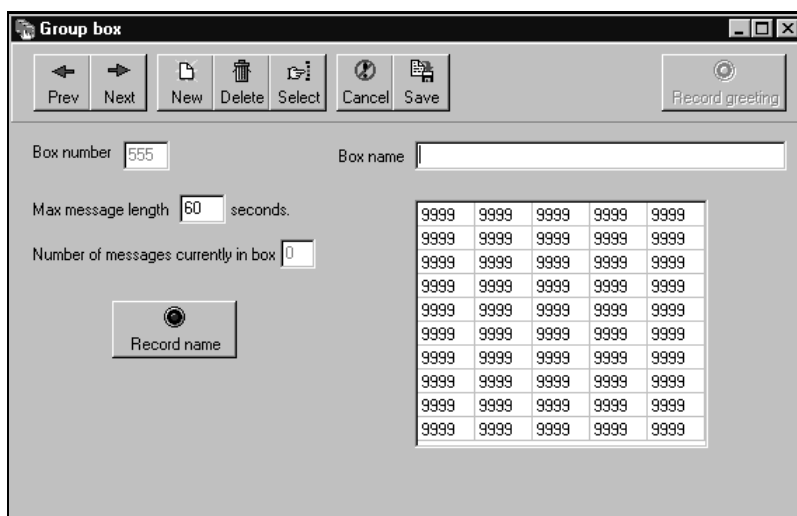 Group box
Prev Next New Delete Select Cancel Save Record greeting
Box number 555 Box name
Max message length 60 seconds.
Number of messages currently in box 0
Record name
9999 9999 9999 9999 9999
9999 9999 9999 9999 9999
9999 9999 9999 9999 9999
9999 9999 9999 9999 9999
9999 9999 9999 9999 9999
9999 9999 9999 9999 9999
9999 9999 9999 9999 9999
9999 9999 9999 9999 9999
9999 9999 9999 9999 9999
9999 9999 9999 9999 9999